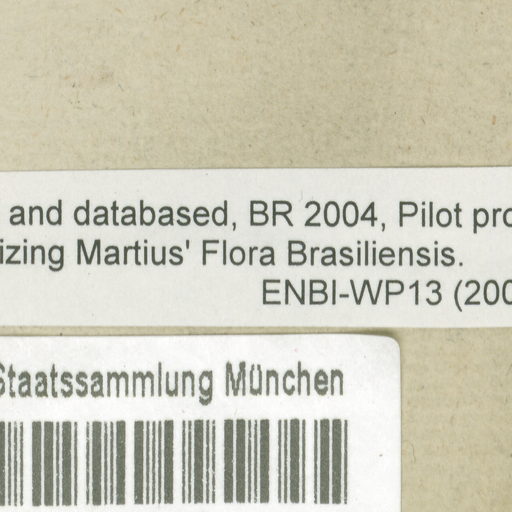 and databased, BR 2004, Pilot pro
izing Martius' Flora Brasiliensis.
ENBI-WP13 (200
Staatssammlung München